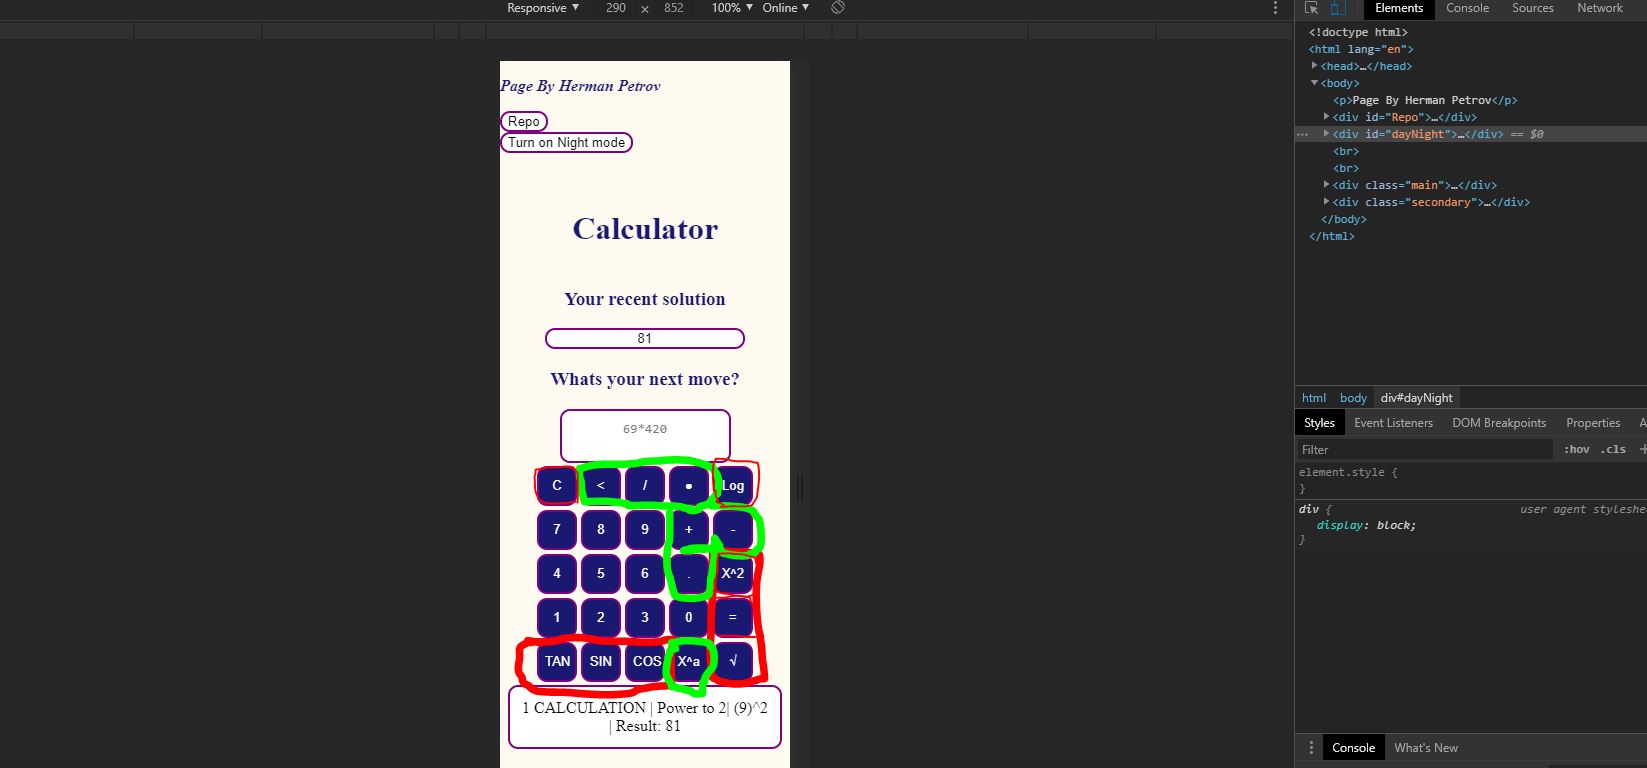 Responsive ▼ 290 x 852 100% ▼ Online ▼
Page By Herman Petrov
Repo
Turn on Night mode
Calculator
Your recent solution
81
Whats your next move?
69*420
C < / • Log
7 8 9 + -
4 5 6 . X^2
1 2 3 0 =
TAN SIN COS X^a √
1 CALCULATION | Power to 2| (9)^2
| Result: 81
Elements Console Sources Network
<!doctype html>
<html lang="en">
▶<head>…</head>
▼<body>
<p>Page By Herman Petrov</p>
▶<div id="Repo">…</div>
… ▶<div id="dayNight">…</div> == $0
<br>
<br>
▶<div class="main">…</div>
▶<div class="secondary">…</div>
</body>
</html>
html body div#dayNight
Styles Event Listeners DOM Breakpoints Properties A
Filter :hov .cls +
element.style {
}
div { user agent styleshe
display: block;
}
Console What's New